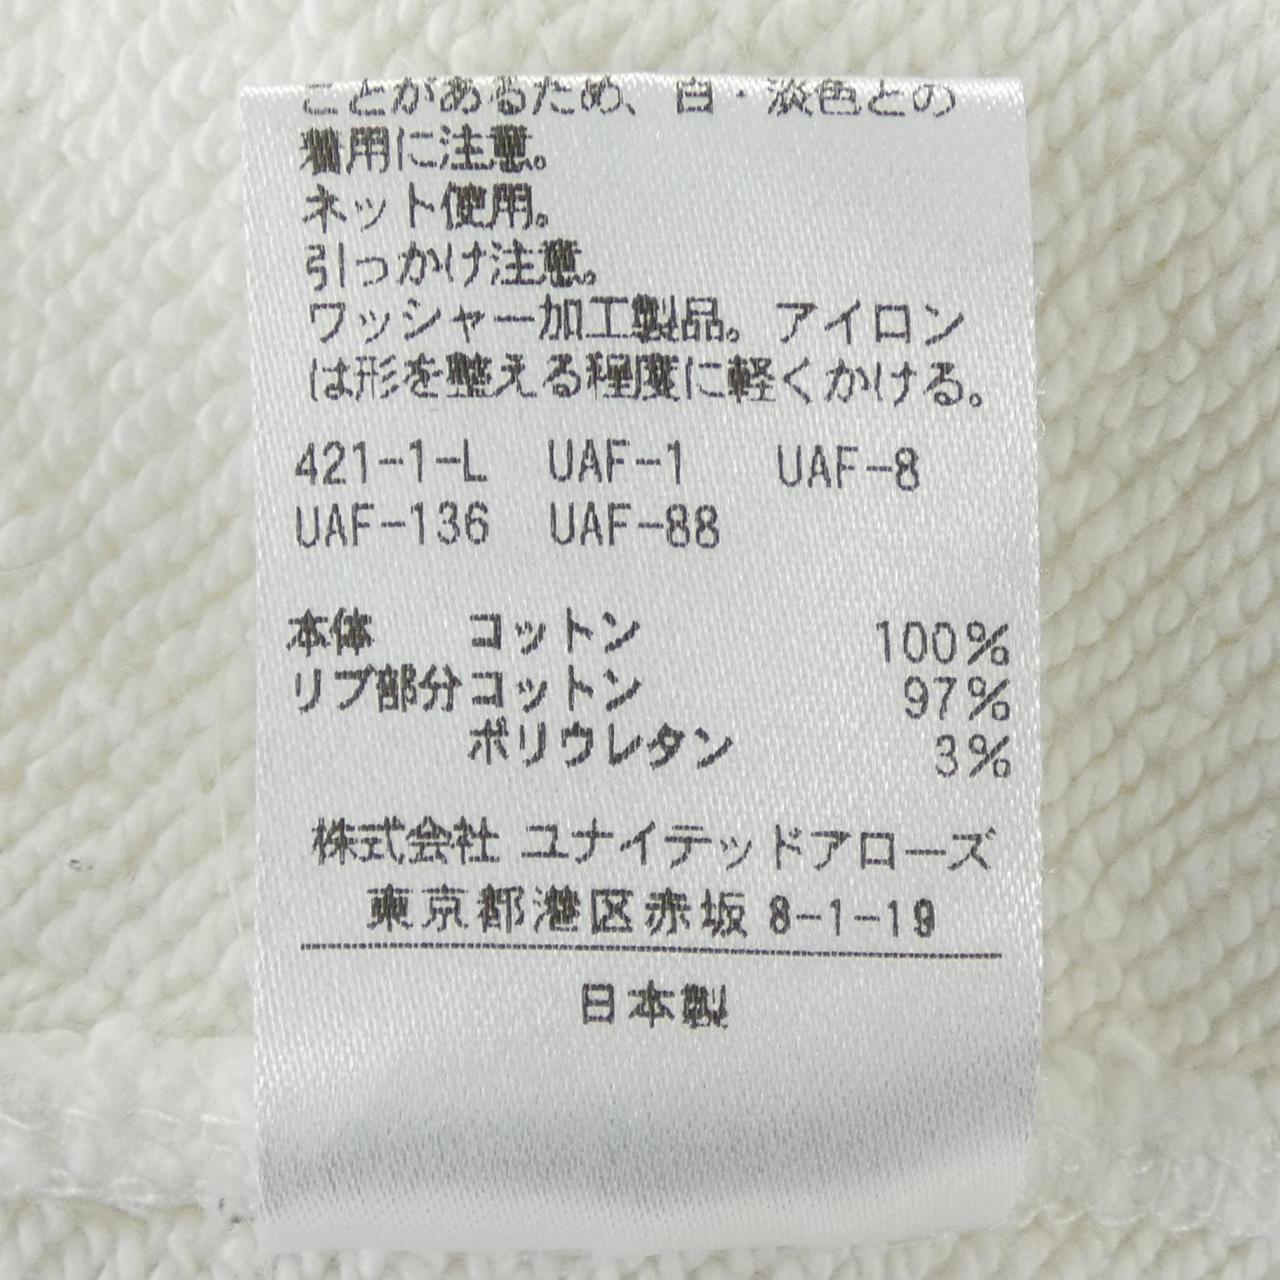 ことがあるため、白・淡色との
着用に注意。
ネット使用。
引っかけ注意。
ワッシャー加工製品。アイロン
は形を整える程度に軽くかける。
421-1-L UAF-1 UAF-8
UAF-136 UAF-88
本体 コットン 100%
リブ部分コットン 97%
ポリウレタン 3%
株式会社 ユナイテッドアローズ
東京都港区赤坂 8-1-19
日本製